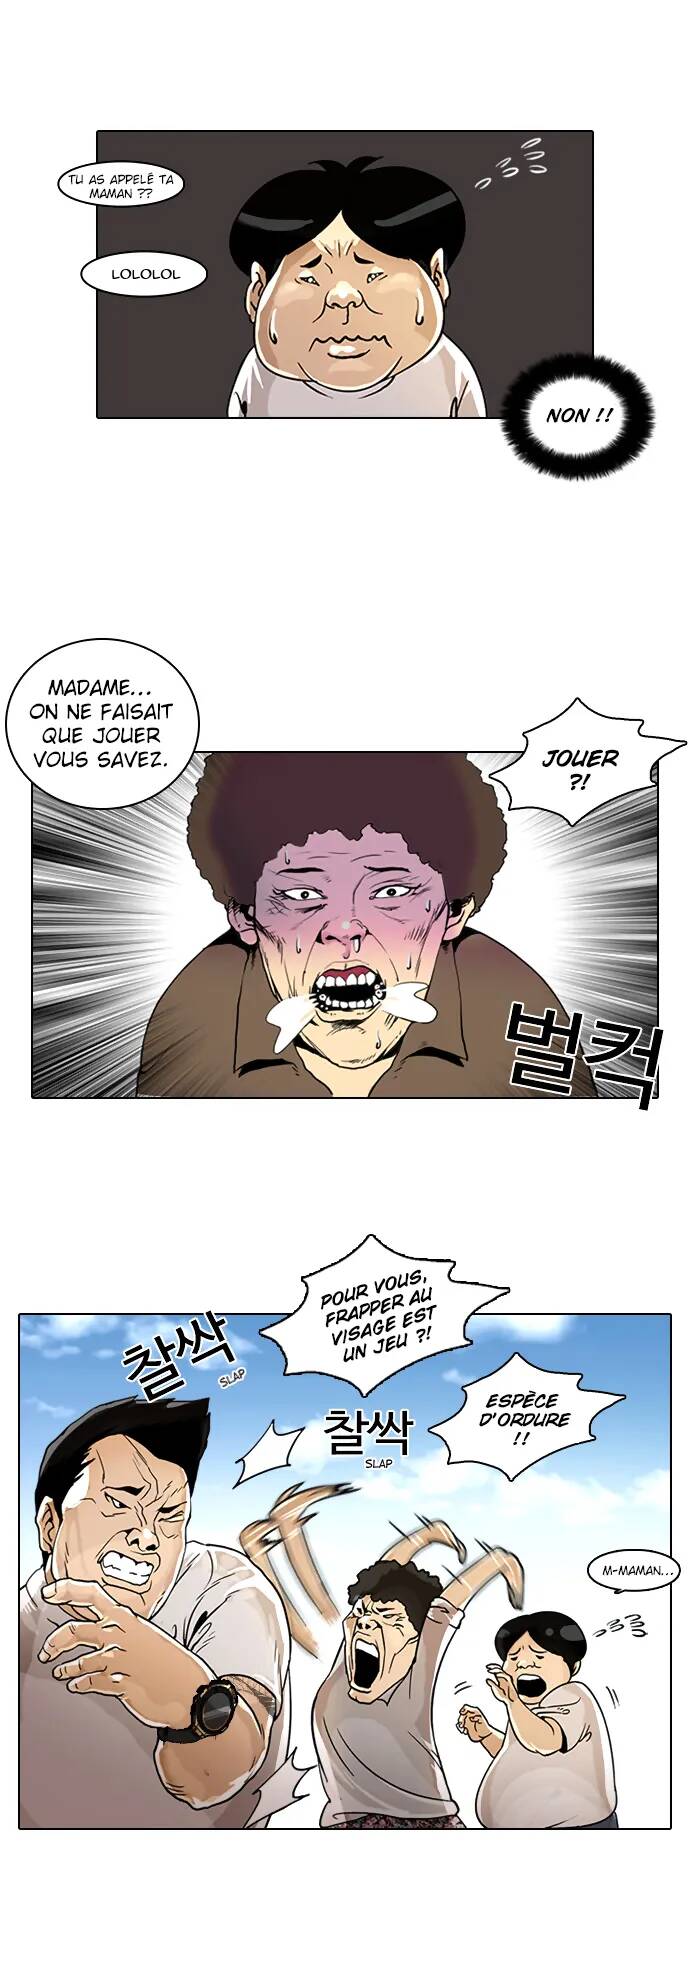 TU AS APPELÉ TA
MAMAN ??
LOLOLOL
NON !!
MADAME...
ON NE FAISAIT
QUE JOUER
VOUS SAVEZ.
JOUER
?!
벌컥
POUR VOUS,
FRAPPER AU
VISAGE EST
UN JEU ?!
찰싹
SLAP
찰싹
SLAP
ESPÈCE
D'ORDURE
!!
M-MAMAN...